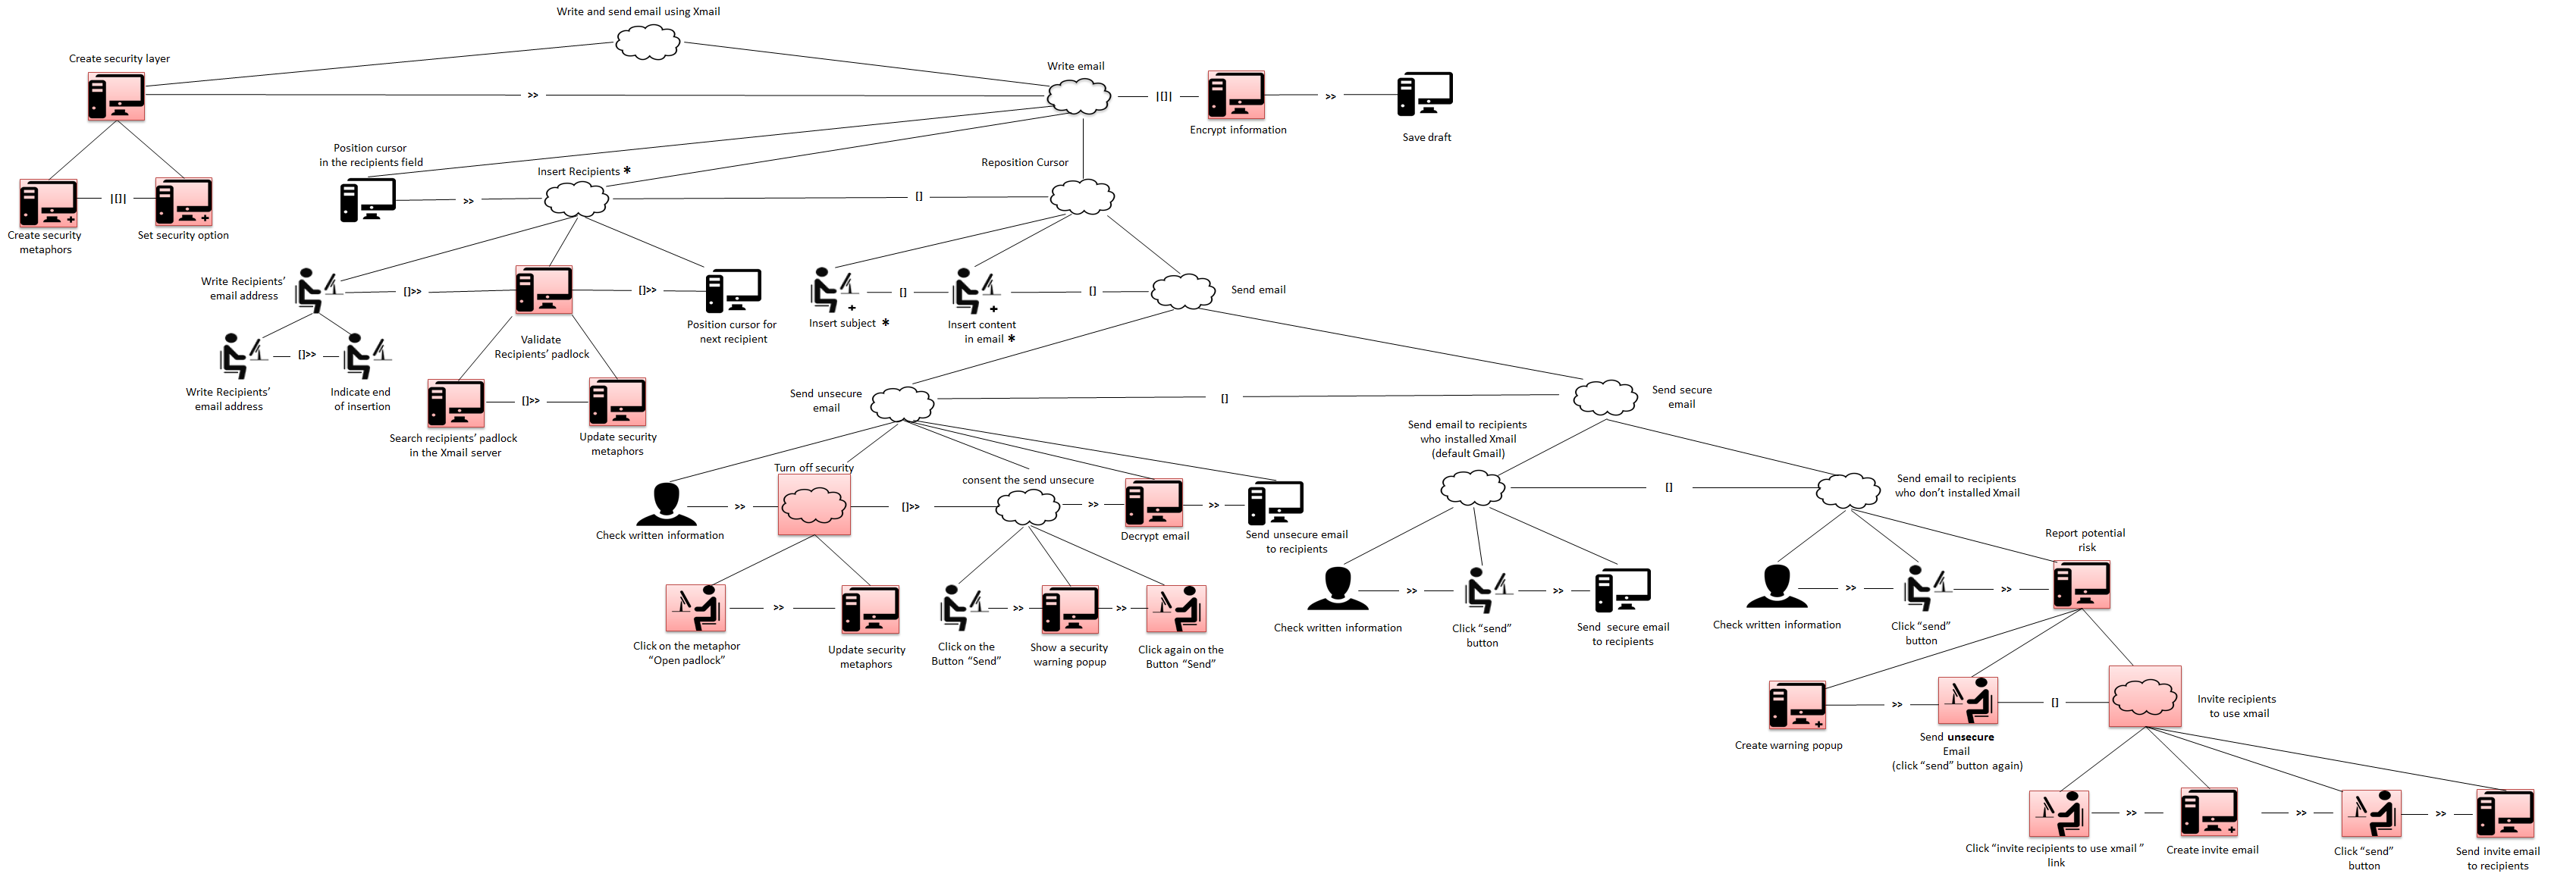 Write and send email using Xmail
Create security layer
Write email
>>
|[]|
>>
Encrypt information
Save draft
Position cursor
in the recipients field
Insert Recipients *
Reposition Cursor
|[]|
>>
[]
Create security
metaphors
Set security option
Write Recipients’
email address
[]>>
[]>>
[]
[]
Send email
Position cursor for
next recipient
Insert subject *
Insert content
in email *
Validate
Recipients’ padlock
[]>>
Write Recipients’
email address
Indicate end
of insertion
[]>>
Search recipients’ padlock
in the Xmail server
Update security
metaphors
Send unsecure
email
[]
Send secure
email
Send email to recipients
who installed Xmail
(default Gmail)
Turn off security
consent the send unsecure
[]
Send email to recipients
who don’t installed Xmail
>>
[]>>
>>
>>
Check written information
Decrypt email
Send unsecure email
to recipients
Report potential
risk
>>
>>
>>
>>
>>
>>
>>
Click on the metaphor
“Open padlock”
Update security
metaphors
Click on the
Button “Send”
Show a security
warning popup
Click again on the
Button “Send”
Check written information
Click “send”
button
Send secure email
to recipients
Check written information
Click “send”
button
>>
[]
Invite recipients
to use xmail
Create warning popup
Send unsecure
Email
(click “send” button again)
>>
>>
>>
Click “invite recipients to use xmail ”
link
Create invite email
Click “send”
button
Send invite email
to recipients